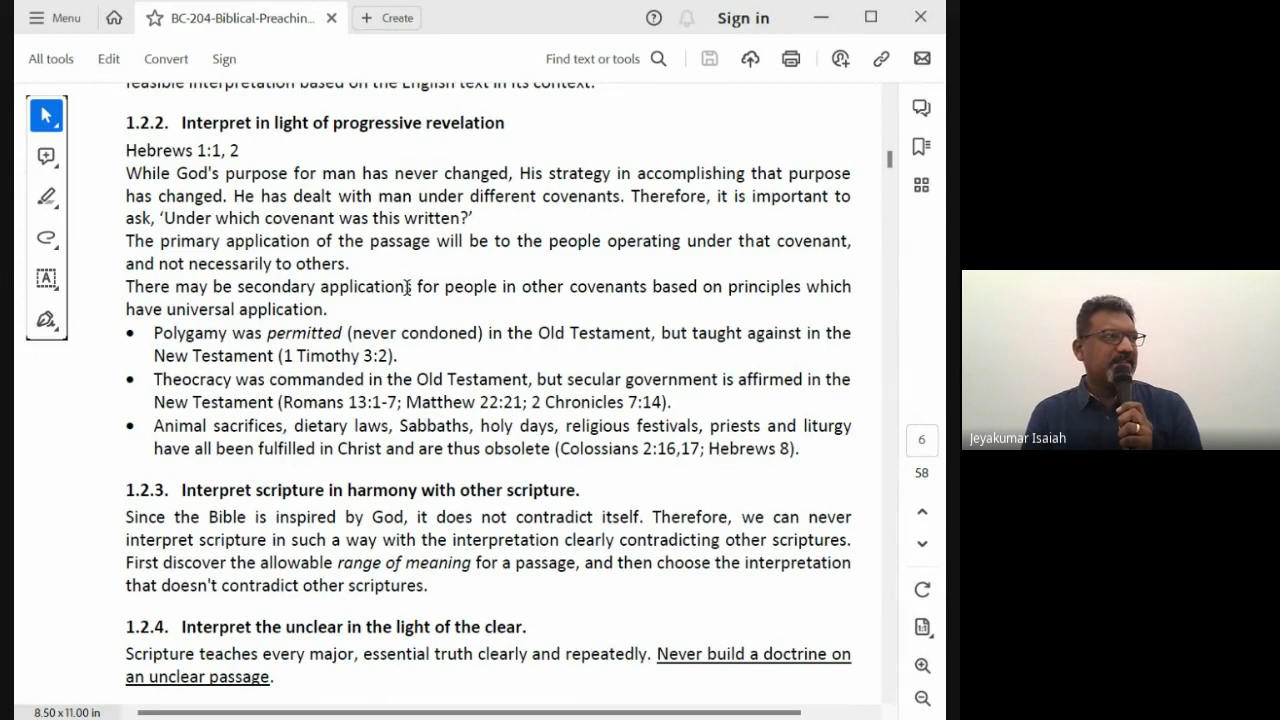 Menu
BC-204-Biblical-Preachin...
Create
Sign in
All tools
Edit
Convert
Sign
Find text or tools
feasible interpretation based on the English text in its context.
1.2.2. Interpret in light of progressive revelation
Hebrews 1:1, 2
While God's purpose for man has never changed, His strategy in accomplishing that purpose
has changed. He has dealt with man under different covenants. Therefore, it is important to
ask, ‘Under which covenant was this written?’
The primary application of the passage will be to the people operating under that covenant,
and not necessarily to others.
There may be secondary applications for people in other covenants based on principles which
have universal application.
• Polygamy was permitted (never condoned) in the Old Testament, but taught against in the
New Testament (1 Timothy 3:2).
• Theocracy was commanded in the Old Testament, but secular government is affirmed in the
New Testament (Romans 13:1-7; Matthew 22:21; 2 Chronicles 7:14).
• Animal sacrifices, dietary laws, Sabbaths, holy days, religious festivals, priests and liturgy
have all been fulfilled in Christ and are thus obsolete (Colossians 2:16,17; Hebrews 8).
1.2.3. Interpret scripture in harmony with other scripture.
Since the Bible is inspired by God, it does not contradict itself. Therefore, we can never
interpret scripture in such a way with the interpretation clearly contradicting other scriptures.
First discover the allowable range of meaning for a passage, and then choose the interpretation
that doesn't contradict other scriptures.
1.2.4. Interpret the unclear in the light of the clear.
Scripture teaches every major, essential truth clearly and repeatedly. Never build a doctrine on
an unclear passage.
6
58
1:1
8.50 x 11.00 in
Jeyakumar Isaiah